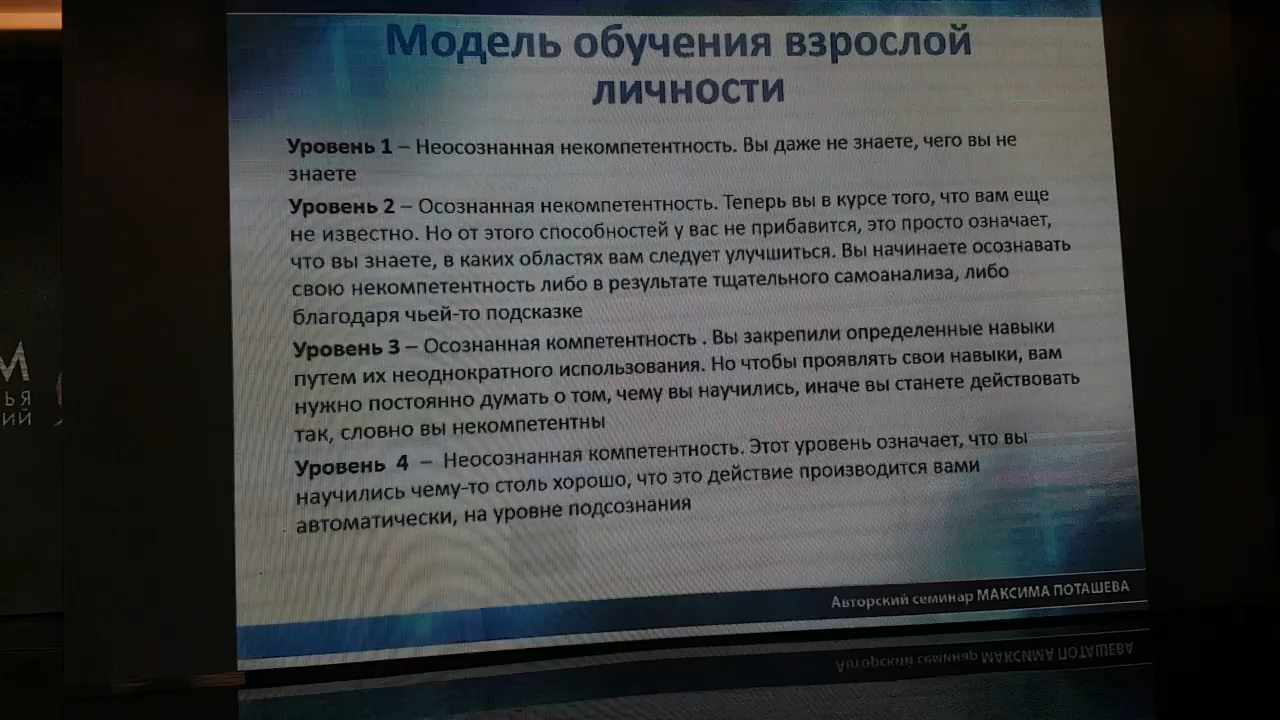 Модель обучения взрослой
личности
Уровень 1 – Неосознанная некомпетентность. Вы даже не знаете, чего вы не
знаете
Уровень 2 – Осознанная некомпетентность. Теперь вы в курсе того, что вам еще
не известно. Но от этого способностей у вас не прибавится, это просто означает,
что вы знаете, в каких областях вам следует улучшиться. Вы начинаете осознавать
свою некомпетентность либо в результате тщательного самоанализа, либо
благодаря чьей-то подсказке
Уровень 3 – Осознанная компетентность . Вы закрепили определенные навыки
путем их неоднократного использования. Но чтобы проявлять свои навыки, вам
нужно постоянно думать о том, чему вы научились, иначе вы станете действовать
так, словно вы некомпетентны
Уровень 4 – Неосознанная компетентность. Этот уровень означает, что вы
научились чему-то столь хорошо, что это действие производится вами
автоматически, на уровне подсознания
Авторский семинар МАКСИМА ПОТАШЕВА